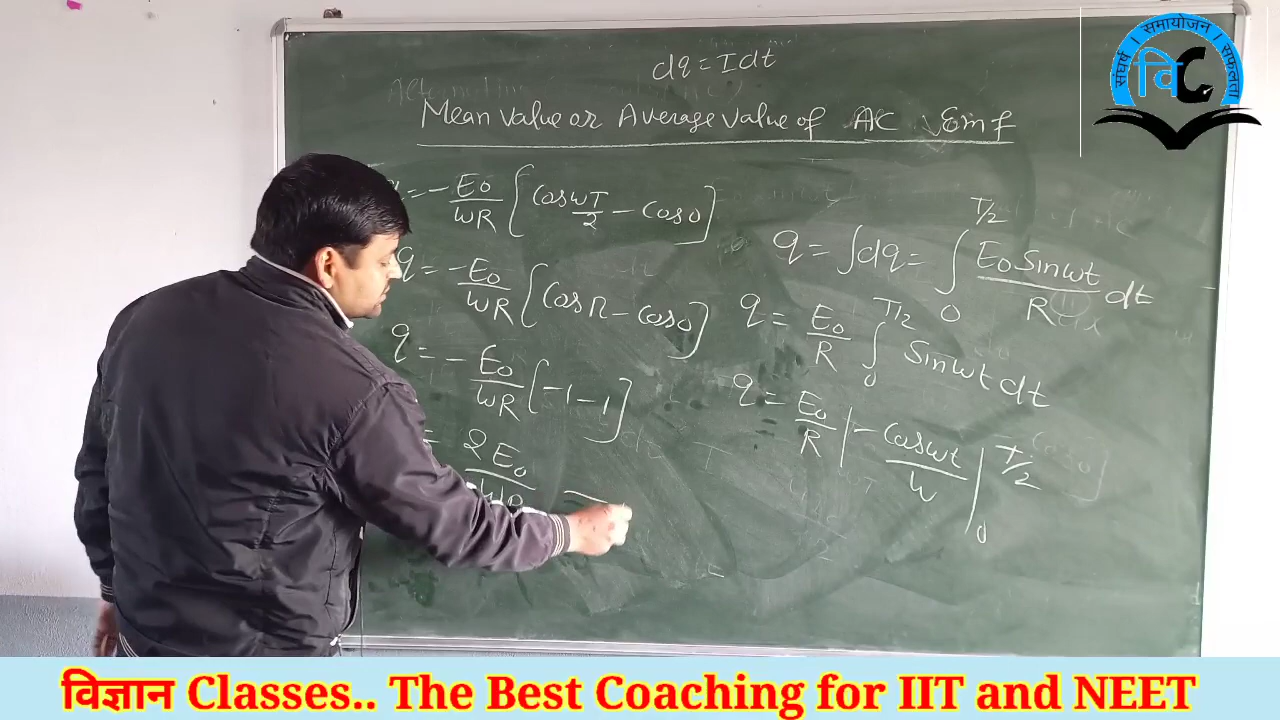 dq = I dt
Mean Value or Average Value of AC Emf
= -E₀/ωR [cos ωT/2 - cos 0]
q = -E₀/ωR [cos π - cos 0]
q = -E₀/ωR [-1 - 1]
= 2E₀
q = ∫dq = ∫₀^T/2 E₀ Sin ωt/R dt
q = E₀/R ∫₀^T/2 Sin ωt dt
q = E₀/R |-cos ωt/ω|₀^T/2
संघर्ष । समायोजन । सफलता
वि C
विज्ञान Classes.. The Best Coaching for IIT and NEET